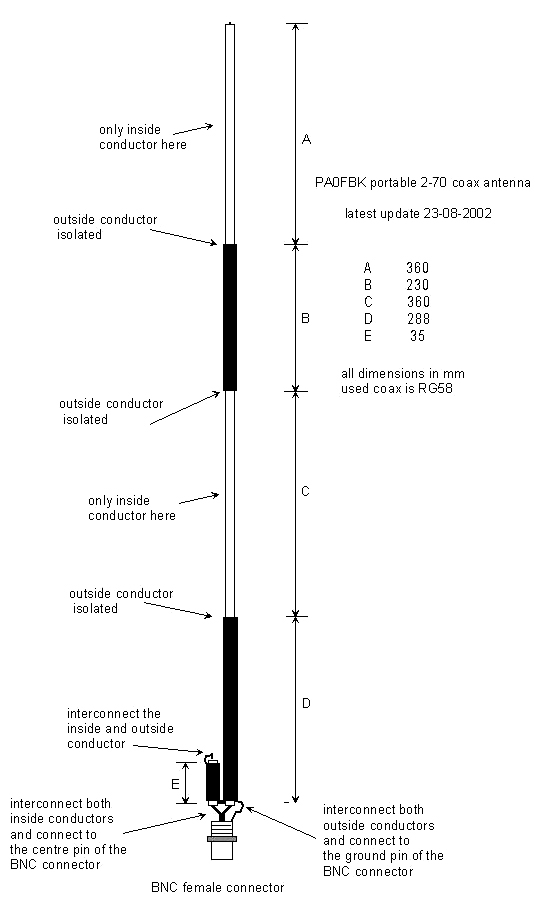 only inside
conductor here
A
PA0FBK portable 2-70 coax antenna
latest update 23-08-2002
outside conductor
isolated
A 360
B 230
C 360
D 288
E 35
B
all dimensions in mm
used coax is RG58
outside conductor
isolated
only inside
conductor here
C
outside conductor
isolated
D
interconnect the
inside and outside
conductor
E
interconnect both
inside conductors
and connect to
the centre pin of the
BNC connector
interconnect both
outside conductors
and connect to
the ground pin of the
BNC connector
BNC female connector